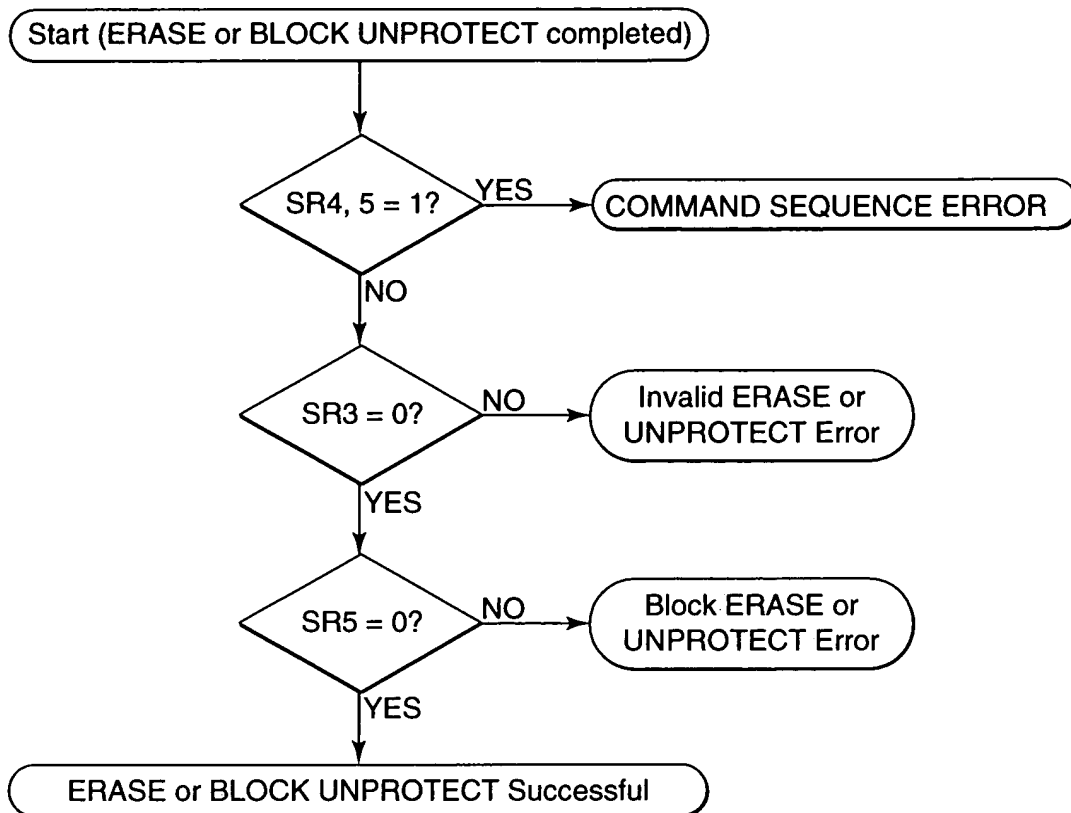 Start (ERASE or BLOCK UNPROTECT completed)
SR4, 5 = 1?
YES
COMMAND SEQUENCE ERROR
NO
SR3 = 0?
NO
Invalid ERASE or
UNPROTECT Error
YES
SR5 = 0?
NO
Block ERASE or
UNPROTECT Error
YES
ERASE or BLOCK UNPROTECT Successful